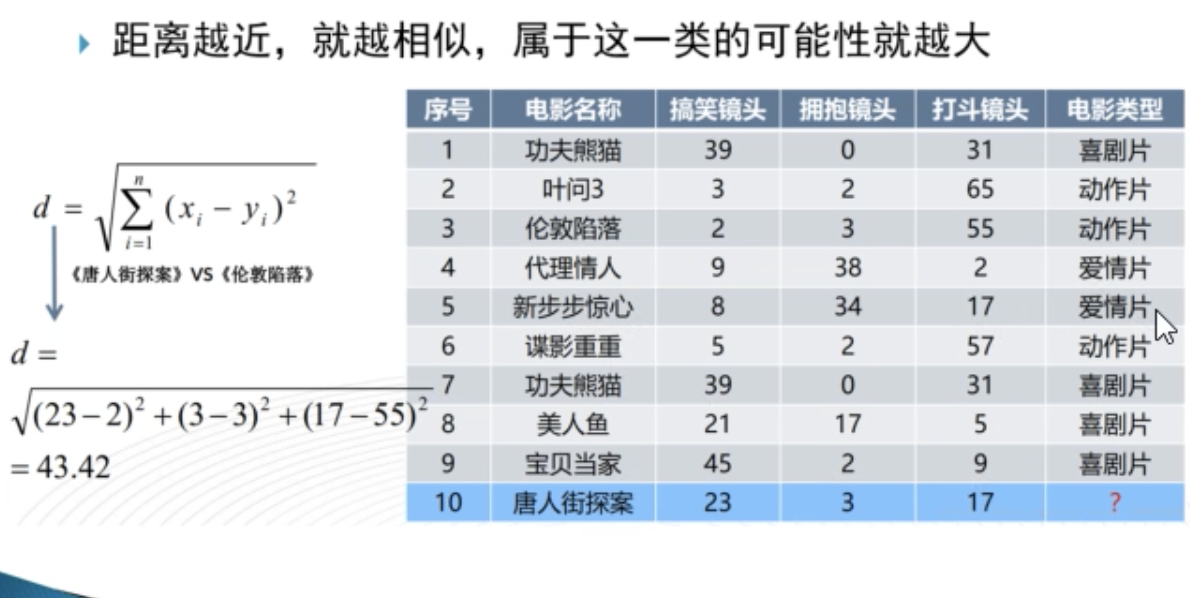 距离越近，就越相似，属于这一类的可能性就越大
d = √ ∑ (xᵢ − yᵢ)²
n
i=1
《唐人街探案》VS《伦敦陷落》
d =
√(23−2)² + (3−3)² + (17−55)²
= 43.42
序号 电影名称 搞笑镜头 拥抱镜头 打斗镜头 电影类型
1 功夫熊猫 39 0 31 喜剧片
2 叶问3 3 2 65 动作片
3 伦敦陷落 2 3 55 动作片
4 代理情人 9 38 2 爱情片
5 新步步惊心 8 34 17 爱情片
6 谍影重重 5 2 57 动作片
7 功夫熊猫 39 0 31 喜剧片
8 美人鱼 21 17 5 喜剧片
9 宝贝当家 45 2 9 喜剧片
10 唐人街探案 23 3 17 ?